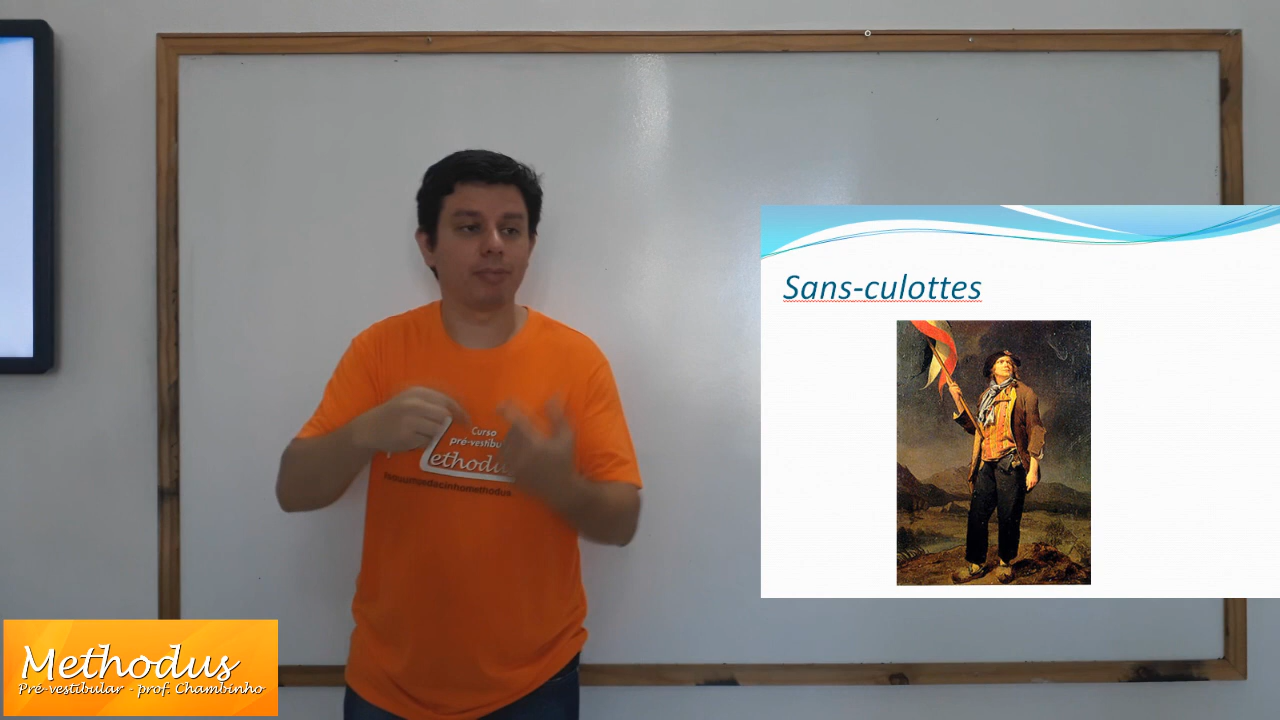 Sans-culottes
Curso
pré-vestibu
ethodu
Methodus
Pré-vestibular - prof. Chambinho